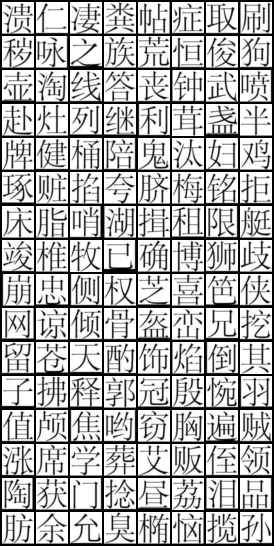 溃仁凄粪帖症取刷
秽咏之族荒恒俊狗
壶淘线答丧钟武喷
赴灶列继利茸盏半
牌健桶陪鬼汰妇鸡
琢赃掐夸脐梅铭拒
床脂哨湖揖租限艇
竣椎牧已确博狮歧
崩忠侧权芝喜笆侠
网谅倾骨盔峦兄挖
留苍天酌饰焰倒其
子拂释郭冠殷惋羽
值颅焦哟窃胸遍贼
涨席学葬艾贩侄领
陶获门捻昼荔泪品
肪余允臭椭恼揽孙